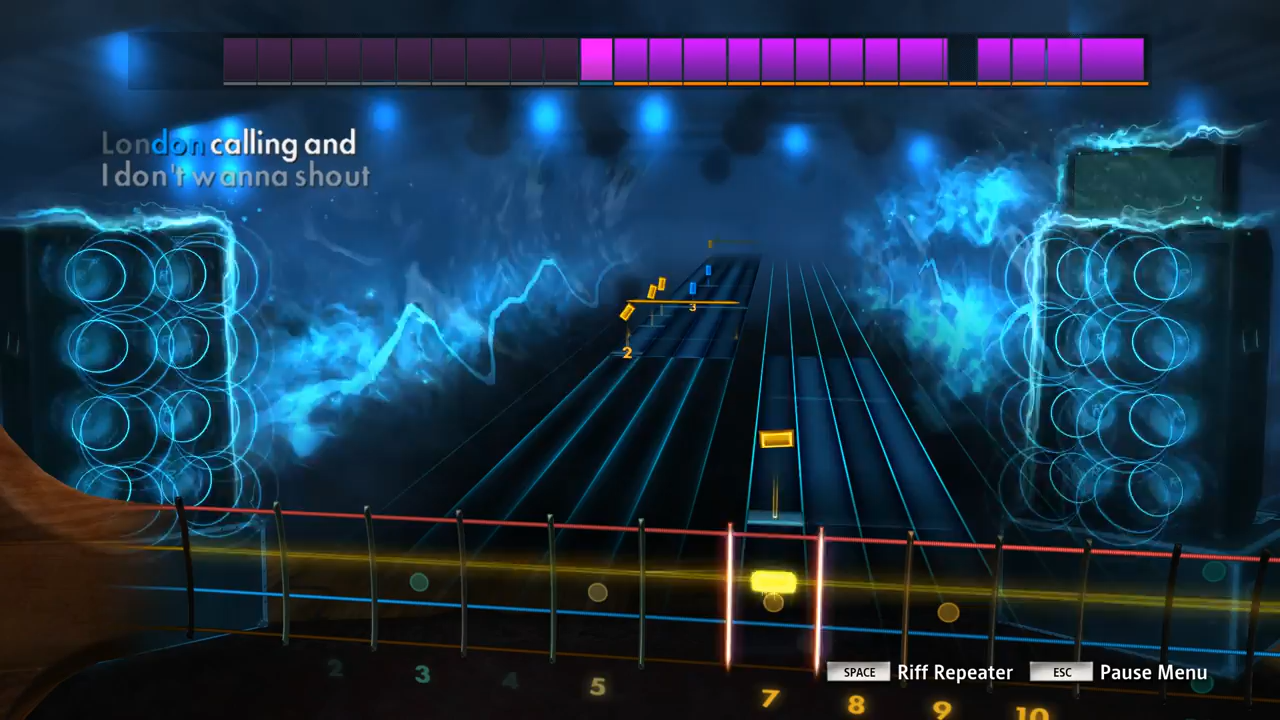 London calling and
I don't wanna shout
3
2
2 3 4 5 7 8 9 10
SPACE Riff Repeater ESC Pause Menu